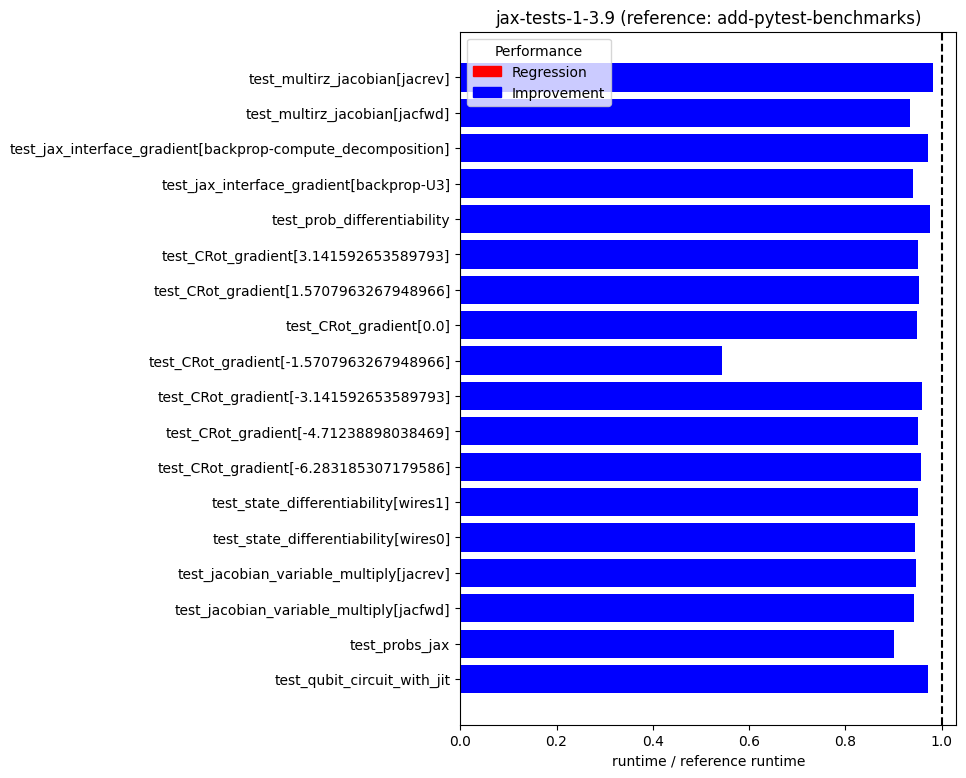 jax-tests-1-3.9 (reference: add-pytest-benchmarks)
Performance
Regression
Improvement
test_multirz_jacobian[jacrev]
test_multirz_jacobian[jacfwd]
test_jax_interface_gradient[backprop-compute_decomposition]
test_jax_interface_gradient[backprop-U3]
test_prob_differentiability
test_CRot_gradient[3.141592653589793]
test_CRot_gradient[1.5707963267948966]
test_CRot_gradient[0.0]
test_CRot_gradient[-1.5707963267948966]
test_CRot_gradient[-3.141592653589793]
test_CRot_gradient[-4.71238898038469]
test_CRot_gradient[-6.283185307179586]
test_state_differentiability[wires1]
test_state_differentiability[wires0]
test_jacobian_variable_multiply[jacrev]
test_jacobian_variable_multiply[jacfwd]
test_probs_jax
test_qubit_circuit_with_jit
0.0 0.2 0.4 0.6 0.8 1.0
runtime / reference runtime